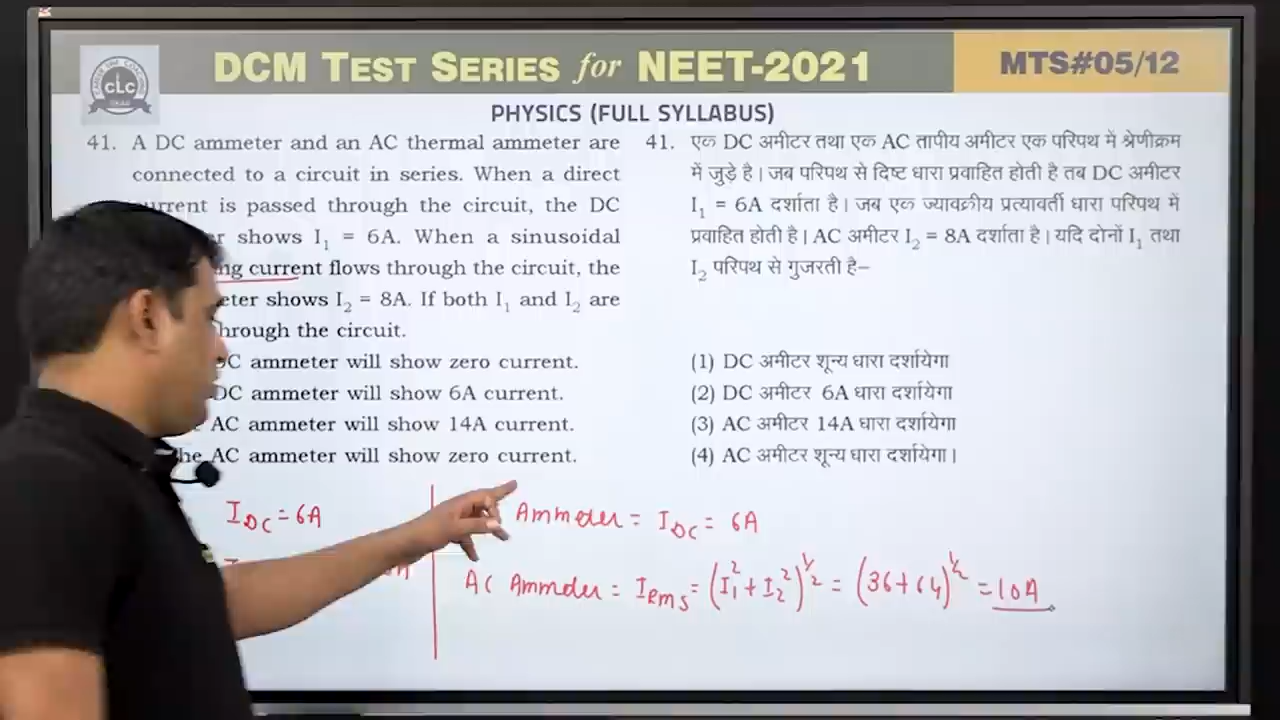 DCM TEST SERIES for NEET-2021
MTS#05/12
CLC
PHYSICS (FULL SYLLABUS)
41. A DC ammeter and an AC thermal ammeter are
connected to a circuit in series. When a direct
current is passed through the circuit, the DC
shows I₁ = 6A. When a sinusoidal
current flows through the circuit, the
shows I₂ = 8A. If both I₁ and I₂ are
through the circuit.
DC ammeter will show zero current.
DC ammeter will show 6A current.
AC ammeter will show 14A current.
AC ammeter will show zero current.
41. एक DC अमीटर तथा एक AC तापीय अमीटर एक परिपथ में श्रेणीक्रम
में जुड़े है। जब परिपथ से दिष्ट धारा प्रवाहित होती है तब DC अमीटर
I₁ = 6A दर्शाता है। जब एक ज्यावक्रीय प्रत्यावर्ती धारा परिपथ में
प्रवाहित होती है। AC अमीटर I₂ = 8A दर्शाता है। यदि दोनों I₁ तथा
I₂ परिपथ से गुजरती है–
(1) DC अमीटर शून्य धारा दर्शायेगा
(2) DC अमीटर 6A धारा दर्शायेगा
(3) AC अमीटर 14A धारा दर्शायेगा
(4) AC अमीटर शून्य धारा दर्शायेगा।
I_DC = 6A
Ammeter = I_DC = 6A
AC Ammeter = I_RMS = (I₁² + I₂²)^½ = (36+64)^½ = 10A